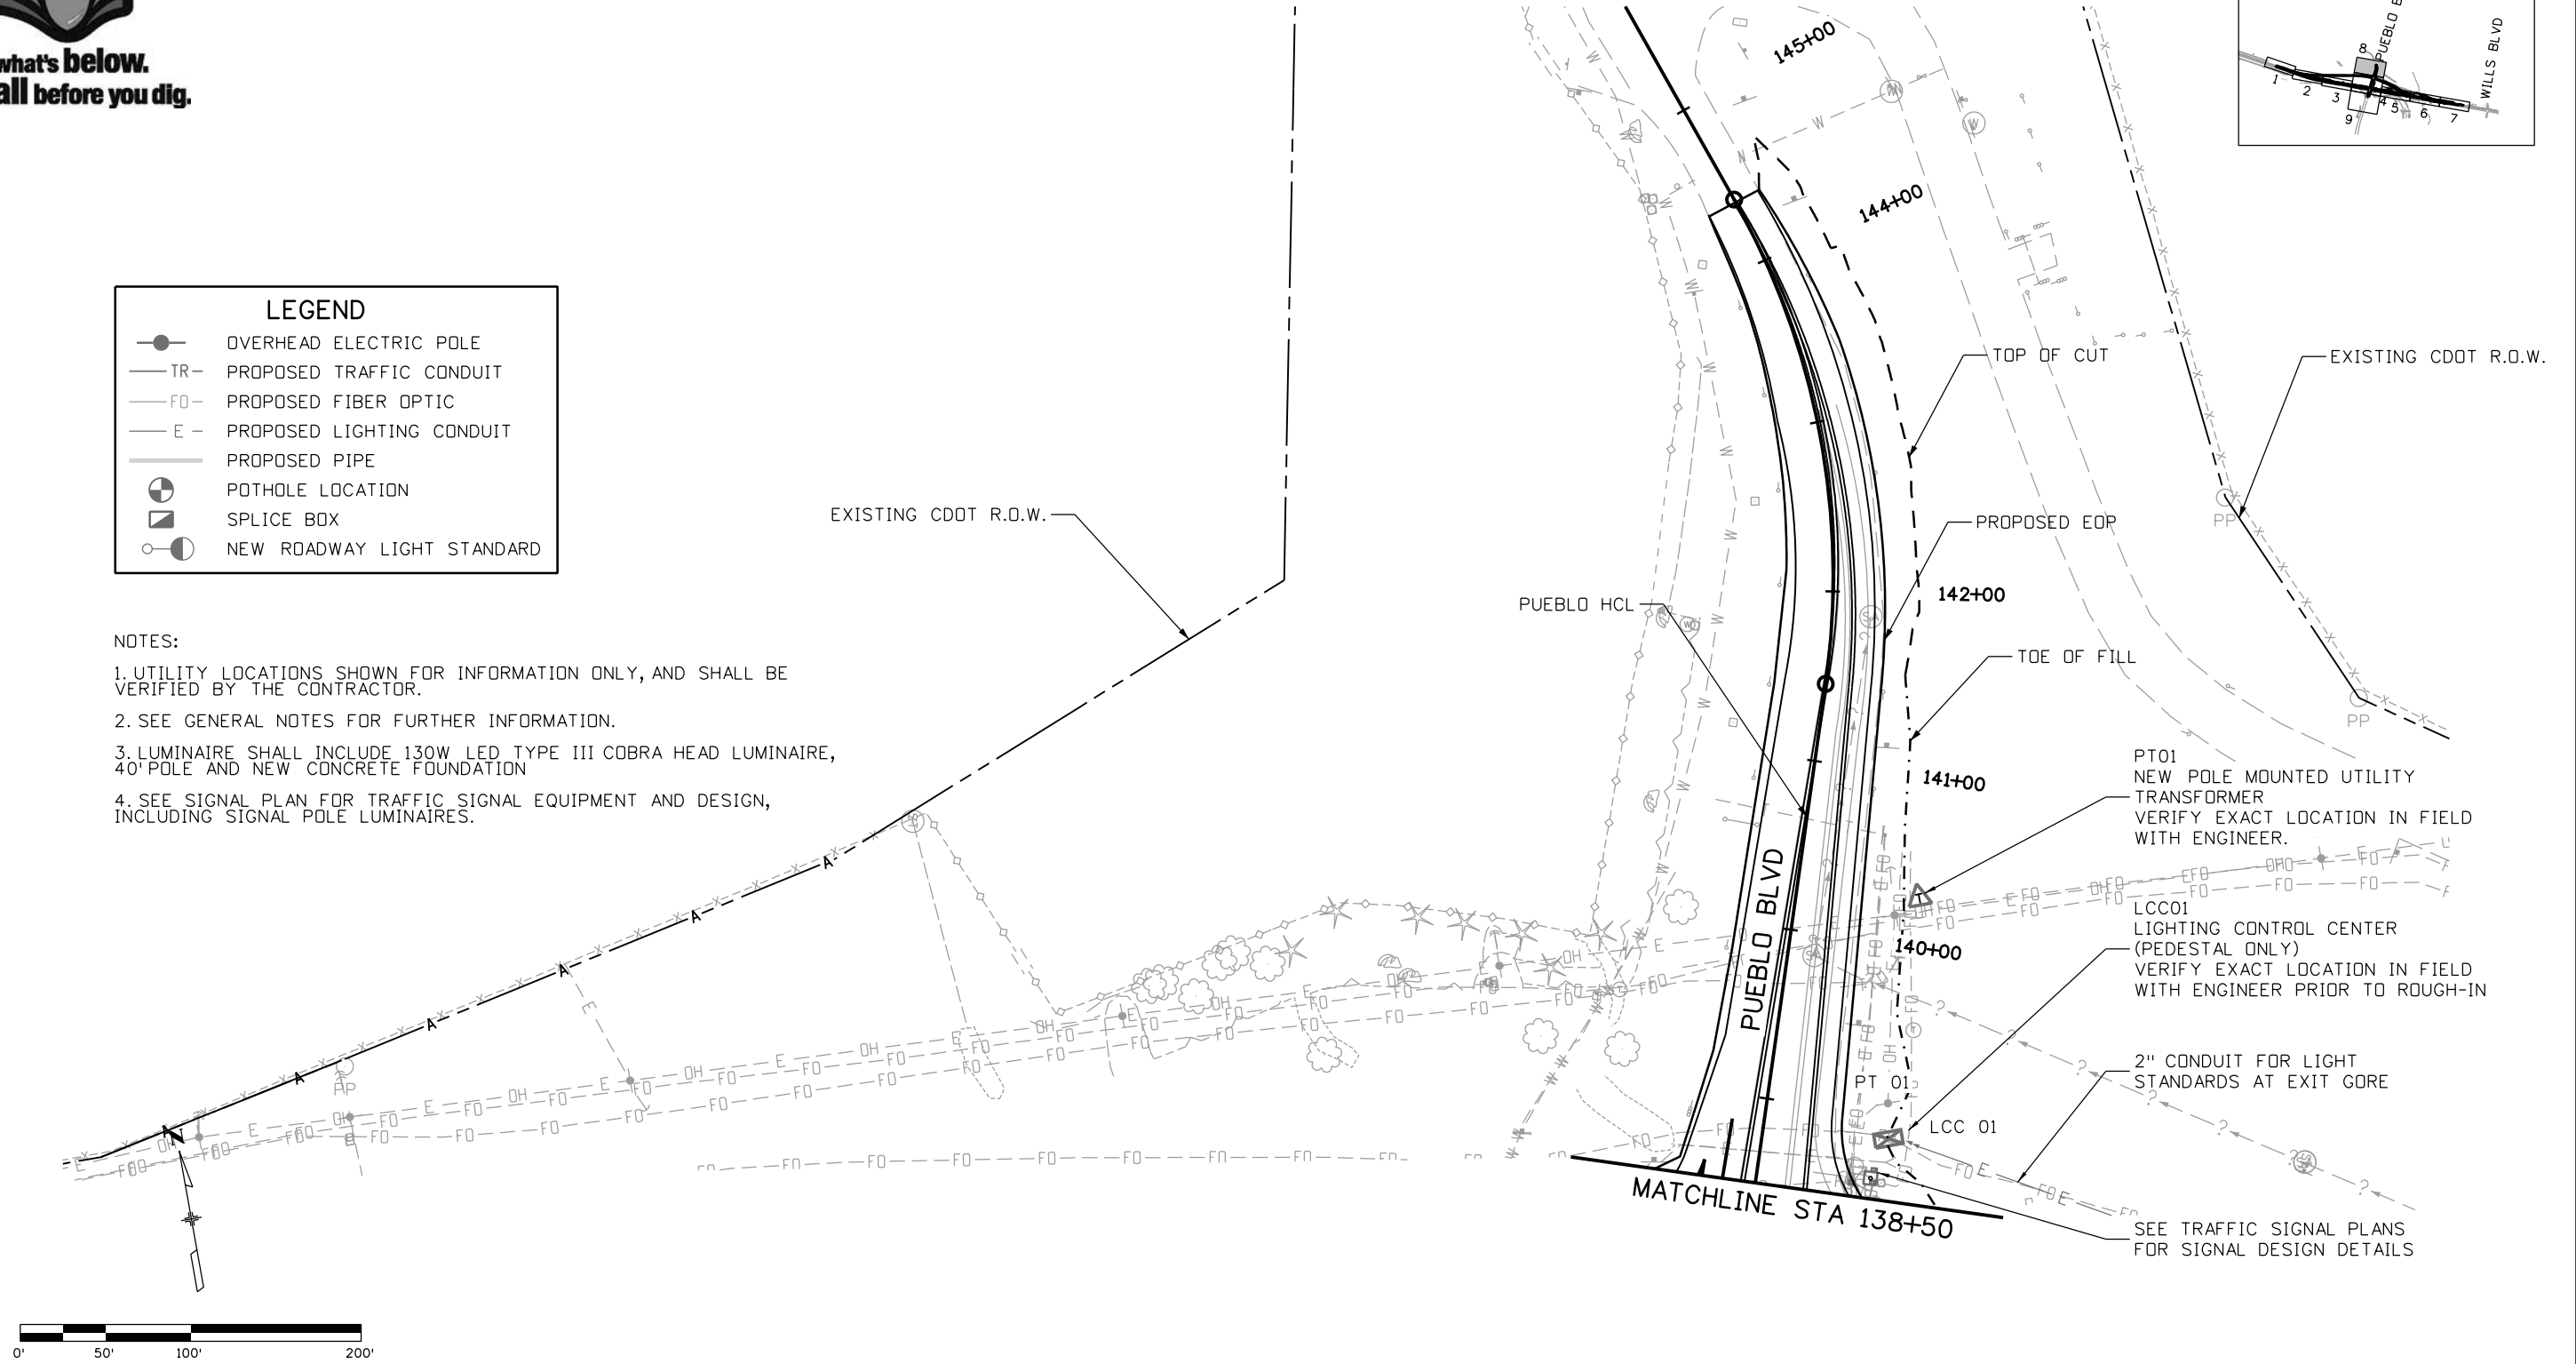 what's below.
all before you dig.
LEGEND
OVERHEAD ELECTRIC POLE
TR PROPOSED TRAFFIC CONDUIT
FO PROPOSED FIBER OPTIC
E PROPOSED LIGHTING CONDUIT
PROPOSED PIPE
POTHOLE LOCATION
SPLICE BOX
NEW ROADWAY LIGHT STANDARD
NOTES:
1. UTILITY LOCATIONS SHOWN FOR INFORMATION ONLY, AND SHALL BE
VERIFIED BY THE CONTRACTOR.
2. SEE GENERAL NOTES FOR FURTHER INFORMATION.
3. LUMINAIRE SHALL INCLUDE 130W LED TYPE III COBRA HEAD LUMINAIRE,
40' POLE AND NEW CONCRETE FOUNDATION
4. SEE SIGNAL PLAN FOR TRAFFIC SIGNAL EQUIPMENT AND DESIGN,
INCLUDING SIGNAL POLE LUMINAIRES.
EXISTING CDOT R.O.W.
PUEBLO HCL
145+00
144+00
142+00
141+00
140+00
TOP OF CUT
EXISTING CDOT R.O.W.
PROPOSED EOP
TOE OF FILL
PP
PP
PP
PT01
NEW POLE MOUNTED UTILITY
TRANSFORMER
VERIFY EXACT LOCATION IN FIELD
WITH ENGINEER.
LCC01
LIGHTING CONTROL CENTER
(PEDESTAL ONLY)
VERIFY EXACT LOCATION IN FIELD
WITH ENGINEER PRIOR TO ROUGH-IN
2" CONDUIT FOR LIGHT
STANDARDS AT EXIT GORE
PT 01
LCC 01
SEE TRAFFIC SIGNAL PLANS
FOR SIGNAL DESIGN DETAILS
PUEBLO BLVD
MATCHLINE STA 138+50
PUEBLO B
WILLS BLVD
1
2
3
4
5
6
7
8
9
N
0' 50' 100' 200'